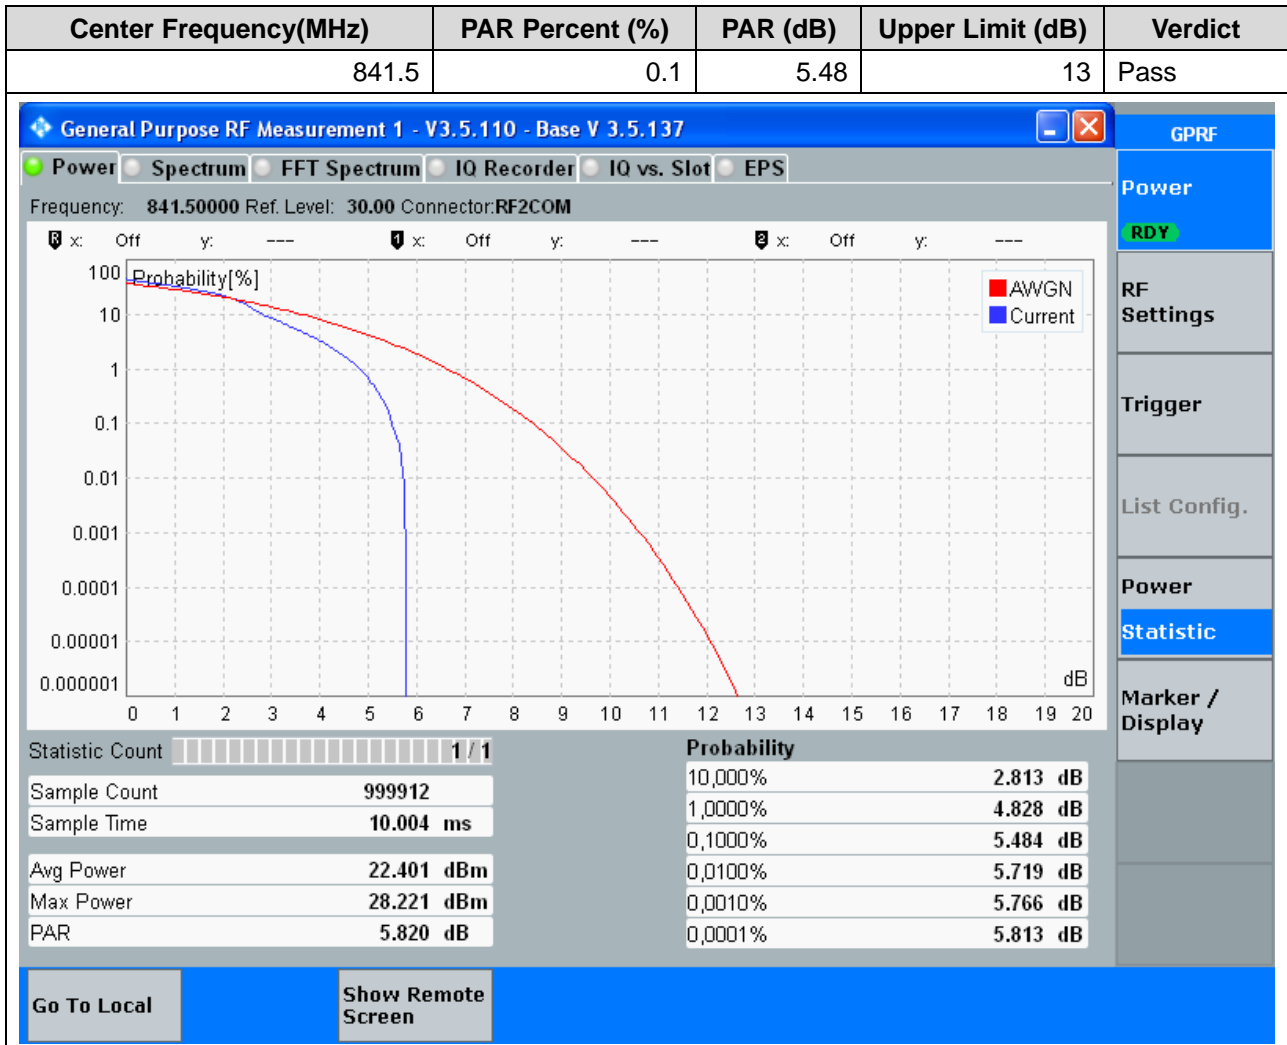 Center Frequency(MHz) PAR Percent (%) PAR (dB) Upper Limit (dB) Verdict
841.5 0.1 5.48 13 Pass
General Purpose RF Measurement 1 - V3.5.110 - Base V 3.5.137
GPRF
Power Spectrum FFT Spectrum IQ Recorder IQ vs. Slot EPS
Power
RDY
Frequency: 841.50000 Ref. Level: 30.00 Connector:RF2COM
R x: Off y: --- 1 x: Off y: --- 2 x: Off y: ---
100 Probability[%]
AWGN
Current
10
1
0.1
0.01
0.001
0.0001
0.00001
0.000001
dB
0 1 2 3 4 5 6 7 8 9 10 11 12 13 14 15 16 17 18 19 20
RF
Settings
Trigger
List Config.
Power
Statistic
Marker /
Display
Statistic Count 1 / 1
Sample Count 999912
Sample Time 10.004 ms
Avg Power 22.401 dBm
Max Power 28.221 dBm
PAR 5.820 dB
Probability
10,000% 2.813 dB
1,0000% 4.828 dB
0,1000% 5.484 dB
0,0100% 5.719 dB
0,0010% 5.766 dB
0,0001% 5.813 dB
Go To Local
Show Remote
Screen